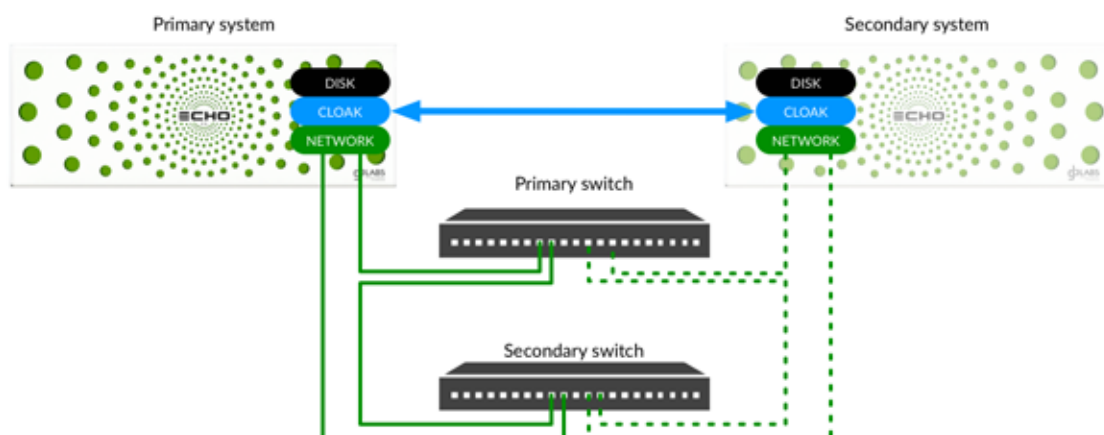 Primary system
Secondary system
DISK
CLOAK
NETWORK
ECHO
DISK
CLOAK
NETWORK
ECHO
Primary switch
Secondary switch